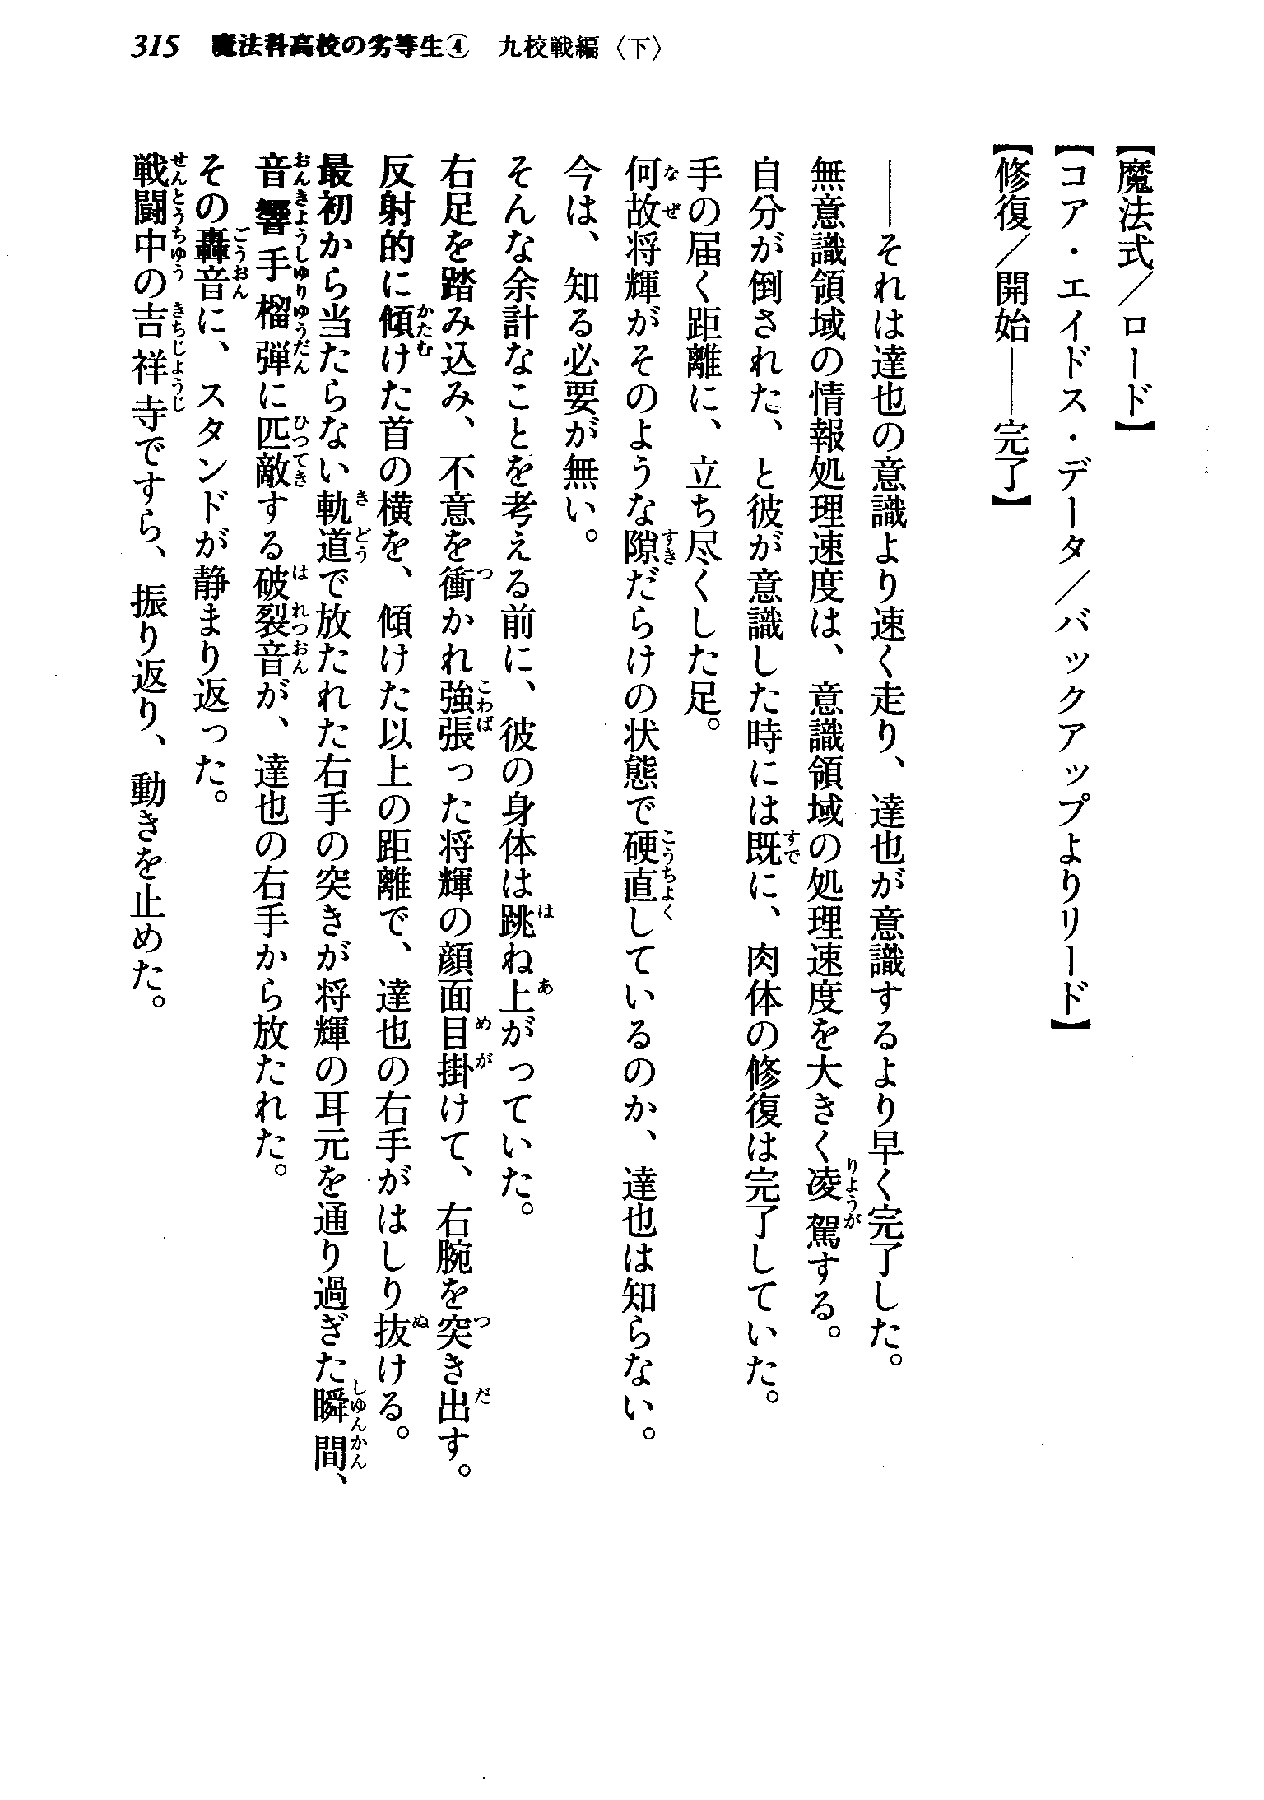 315　魔法科高校の劣等生④　九校戦編〈下〉
【魔法式／ロード】
【コア・エイドス・データ／バックアップよりリード】
【修復／開始――完了】
――それは達也の意識より速く走り、達也が意識するより早く完了した。
無意識領域の情報処理速度は、意識領域の処理速度を大きく凌駕する。
自分が倒された、と彼が意識した時には既に、肉体の修復は完了していた。
手の届く距離に、立ち尽くした足。
何故将輝がそのような隙だらけの状態で硬直しているのか、達也は知らない。
今は、知る必要が無い。
そんな余計なことを考える前に、彼の身体は跳ね上がっていた。
右足を踏み込み、不意を衝かれ強張った将輝の顔面目掛けて、右腕を突き出す。
反射的に傾けた首の横を、傾けた以上の距離で、達也の右手がはしり抜ける。
最初から当たらない軌道で放たれた右手の突きが将輝の耳元を通り過ぎた瞬間、
音響手榴弾に匹敵する破裂音が、達也の右手から放たれた。
その轟音に、スタンドが静まり返った。
戦闘中の吉祥寺ですら、振り返り、動きを止めた。